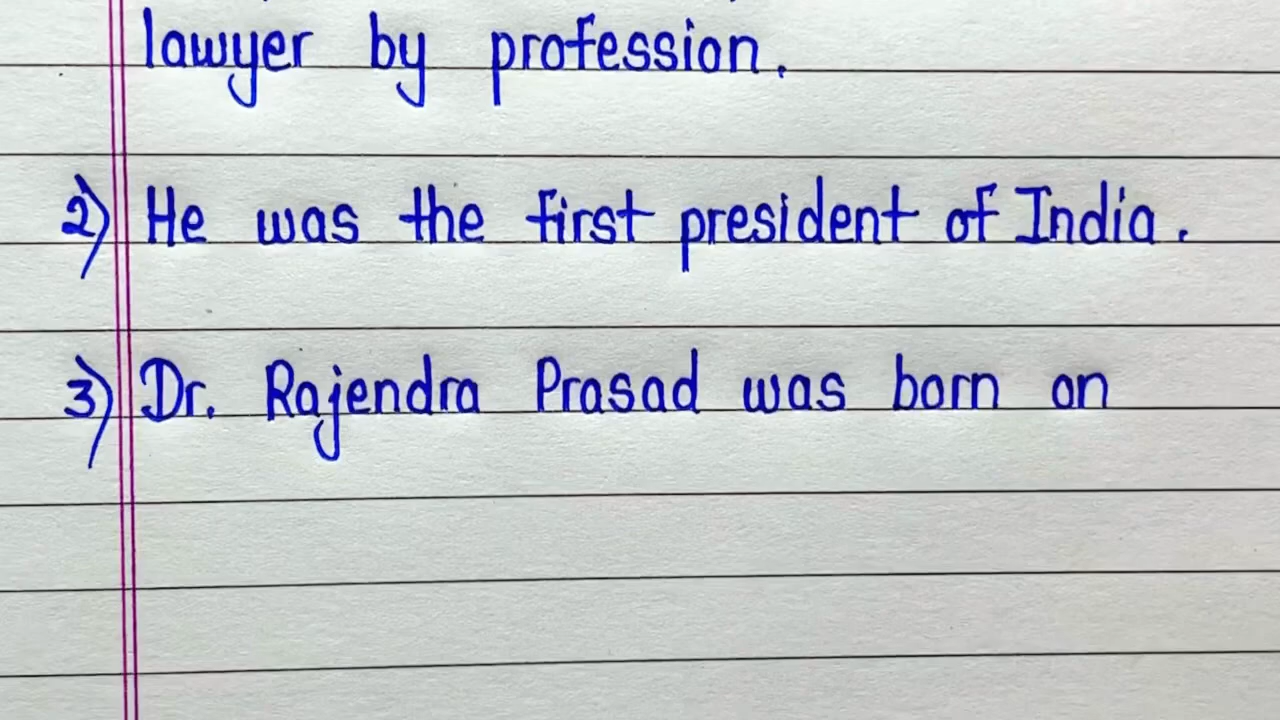 lawyer by profession.
2) He was the first president of India.
3) Dr. Rajendra Prasad was born on